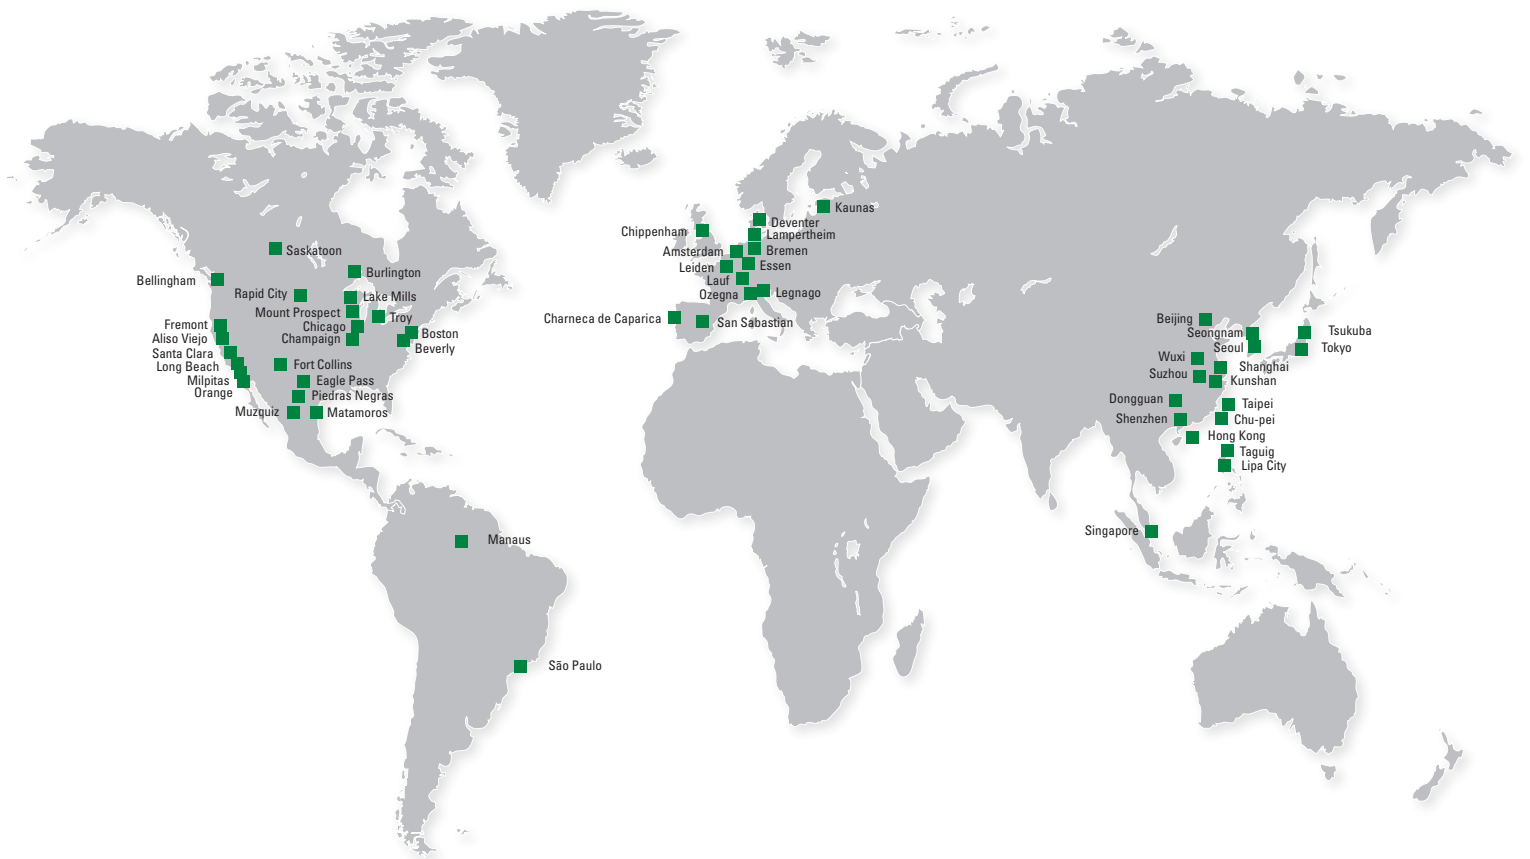 Saskatoon
Burlington
Bellingham
Rapid City
Lake Mills
Mount Prospect
Troy
Fremont
Chicago
Aliso Viejo
Champaign
Boston
Beverly
Santa Clara
Long Beach
Fort Collins
Milpitas
Eagle Pass
Orange
Piedras Negras
Muzquiz
Matamoros
Manaus
São Paulo
Kaunas
Chippenham
Deventer
Lampertheim
Amsterdam
Bremen
Leiden
Essen
Lauf
Ozegna
Legnago
Charneca de Caparica
San Sabastian
Beijing
Seongnam
Tsukuba
Seoul
Tokyo
Wuxi
Shanghai
Suzhou
Kunshan
Dongguan
Taipei
Shenzhen
Chu-pei
Hong Kong
Taguig
Lipa City
Singapore